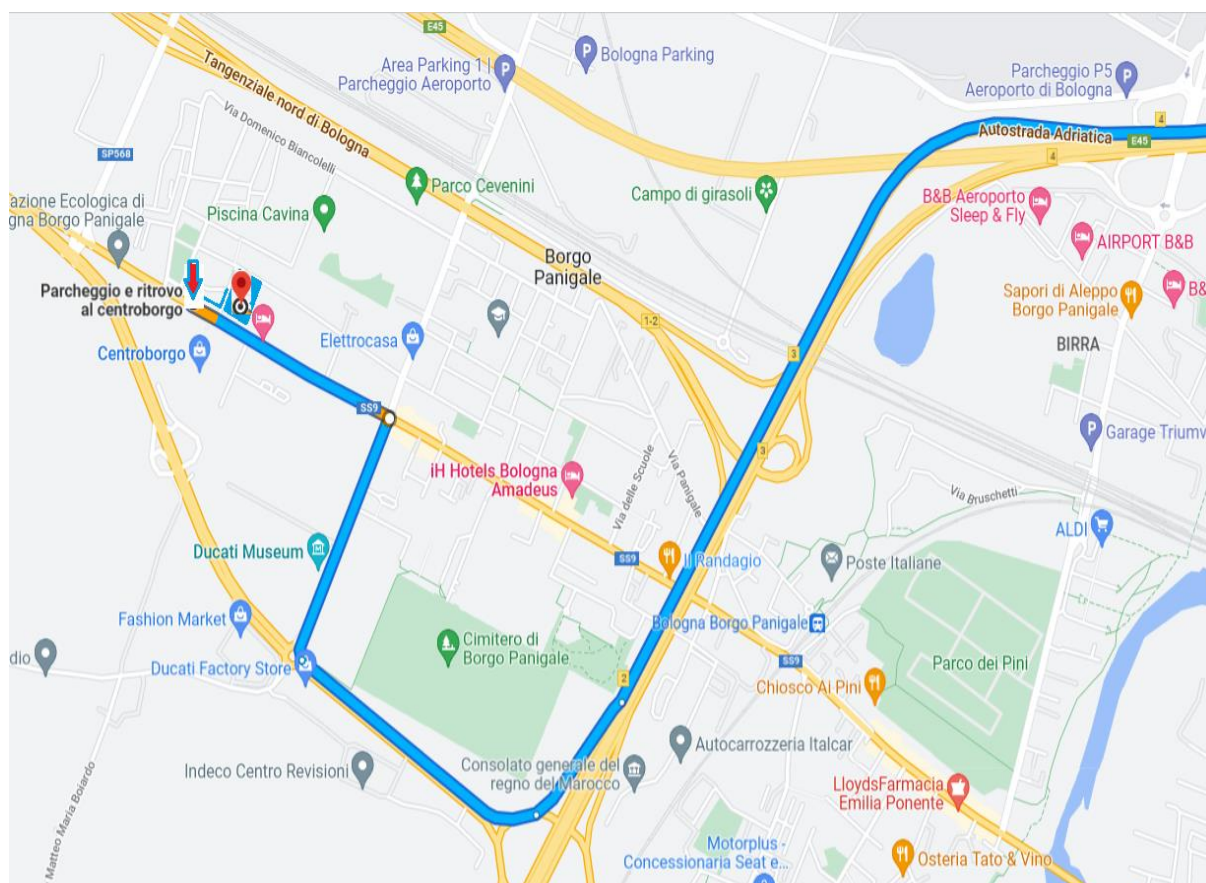 E45
Tangenziale nord di Bologna
Area Parking 1 |
Parcheggio Aeroporto
Bologna Parking
Parcheggio P5
Aeroporto di Bologna
4
Autostrada Adriatica
E45
4
Via Domenico Biancolelli
SP568
Parco Cevenini
Campo di girasoli
B&B Aeroporto
Sleep & Fly
azione Ecologica di
gna Borgo Panigale
Piscina Cavina
AIRPORT B&B
Borgo
Panigale
B&
Sapori di Aleppo
Borgo Panigale
Parcheggio e ritrovo
al centroborgo
1-2
Elettrocasa
BIRRA
Centroborgo
3
SS9
Garage Triumv
3
iH Hotels Bologna
Amadeus
Via delle Scuole
Via Panigale
Via Bruschetti
ALDI
Ducati Museum
SS9
Il Randagio
Poste Italiane
Fashion Market
Bologna Borgo Panigale
Cimitero di
Borgo Panigale
dio
Ducati Factory Store
SS9
Parco dei Pini
2
Chiosco Ai Pini
Autocarrozzeria Italcar
Indeco Centro Revisioni
Consolato generale del
regno del Marocco
Matteo Maria Boiardo
LloydsFarmacia
Emilia Ponente
Motorplus -
Concessionaria Seat e...
Osteria Tato & Vino